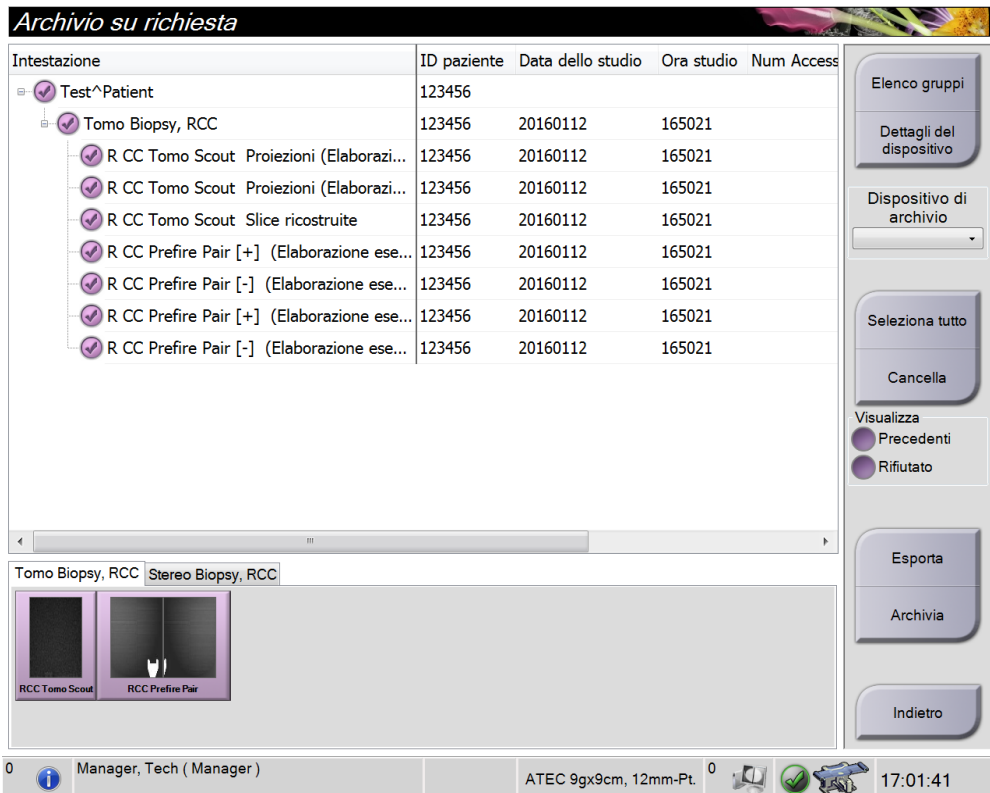 Archivio su richiesta
Intestazione ID paziente Data dello studio Ora studio Num Access
Test^Patient 123456
Tomo Biopsy, RCC 123456 20160112 165021
R CC Tomo Scout Proiezioni (Elaborazi... 123456 20160112 165021
R CC Tomo Scout Proiezioni (Elaborazi... 123456 20160112 165021
R CC Tomo Scout Slice ricostruite 123456 20160112 165021
R CC Prefire Pair [+] (Elaborazione ese... 123456 20160112 165021
R CC Prefire Pair [-] (Elaborazione ese... 123456 20160112 165021
R CC Prefire Pair [+] (Elaborazione ese... 123456 20160112 165021
R CC Prefire Pair [-] (Elaborazione ese... 123456 20160112 165021
Elenco gruppi
Dettagli del
dispositivo
Dispositivo di
archivio
Seleziona tutto
Cancella
Visualizza
Precedenti
Rifiutato
Esporta
Archivia
Indietro
Tomo Biopsy, RCC Stereo Biopsy, RCC
RCC Tomo Scout RCC Prefire Pair
0 Manager, Tech ( Manager ) ATEC 9gx9cm, 12mm-Pt. 0 17:01:41